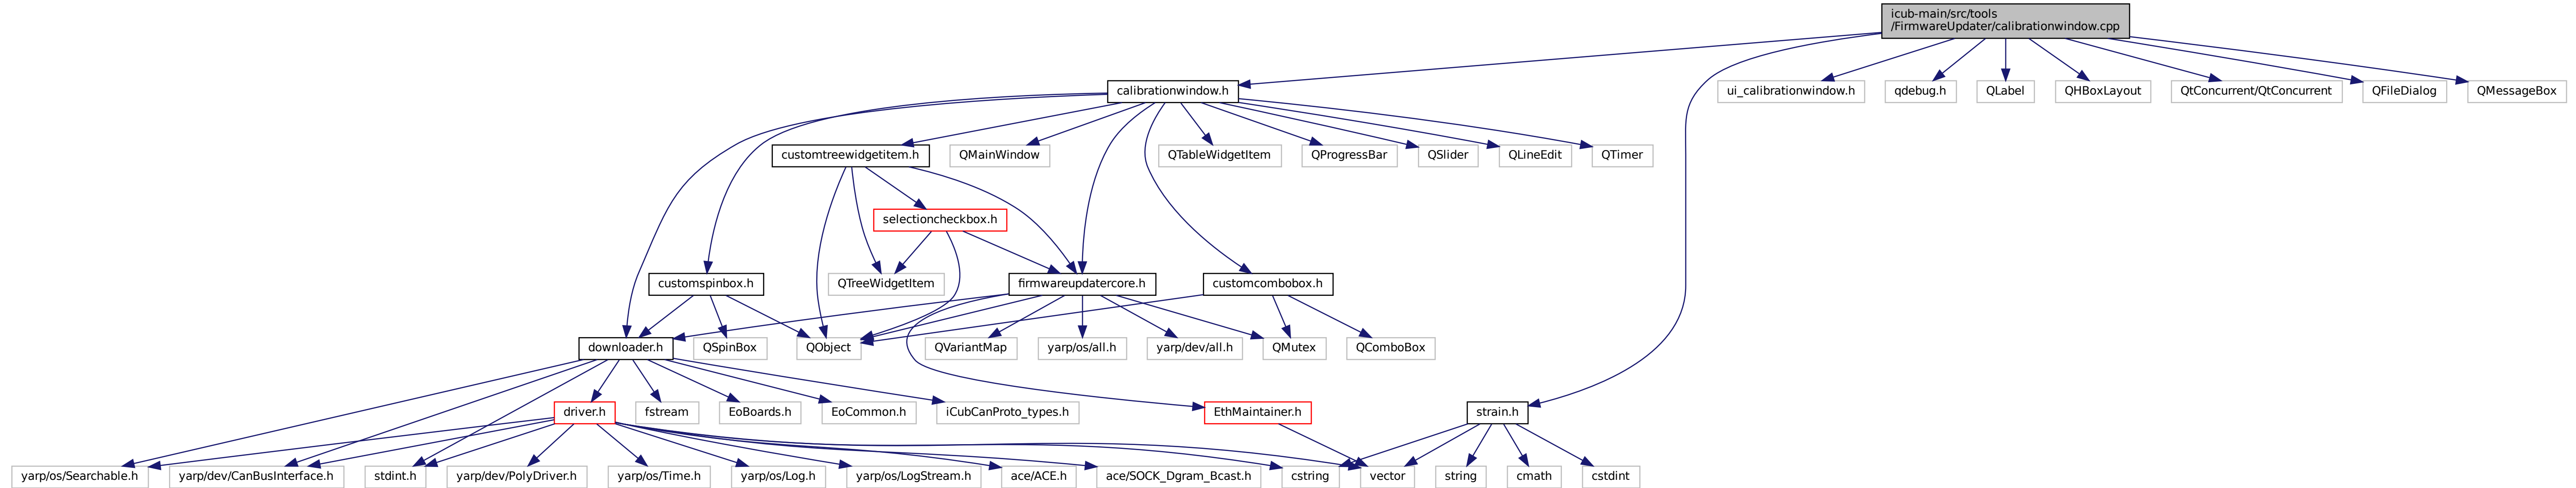 icub-main/src/tools
/FirmwareUpdater/calibrationwindow.cpp
calibrationwindow.h
ui_calibrationwindow.h
qdebug.h
QLabel
QHBoxLayout
QtConcurrent/QtConcurrent
QFileDialog
QMessageBox
customtreewidgetitem.h
QMainWindow
QTableWidgetItem
QProgressBar
QSlider
QLineEdit
QTimer
selectioncheckbox.h
customspinbox.h
QTreeWidgetItem
firmwareupdatercore.h
customcombobox.h
downloader.h
QSpinBox
QObject
QVariantMap
yarp/os/all.h
yarp/dev/all.h
QMutex
QComboBox
driver.h
fstream
EoBoards.h
EoCommon.h
iCubCanProto_types.h
EthMaintainer.h
strain.h
yarp/os/Searchable.h
yarp/dev/CanBusInterface.h
stdint.h
yarp/dev/PolyDriver.h
yarp/os/Time.h
yarp/os/Log.h
yarp/os/LogStream.h
ace/ACE.h
ace/SOCK_Dgram_Bcast.h
cstring
vector
string
cmath
cstdint